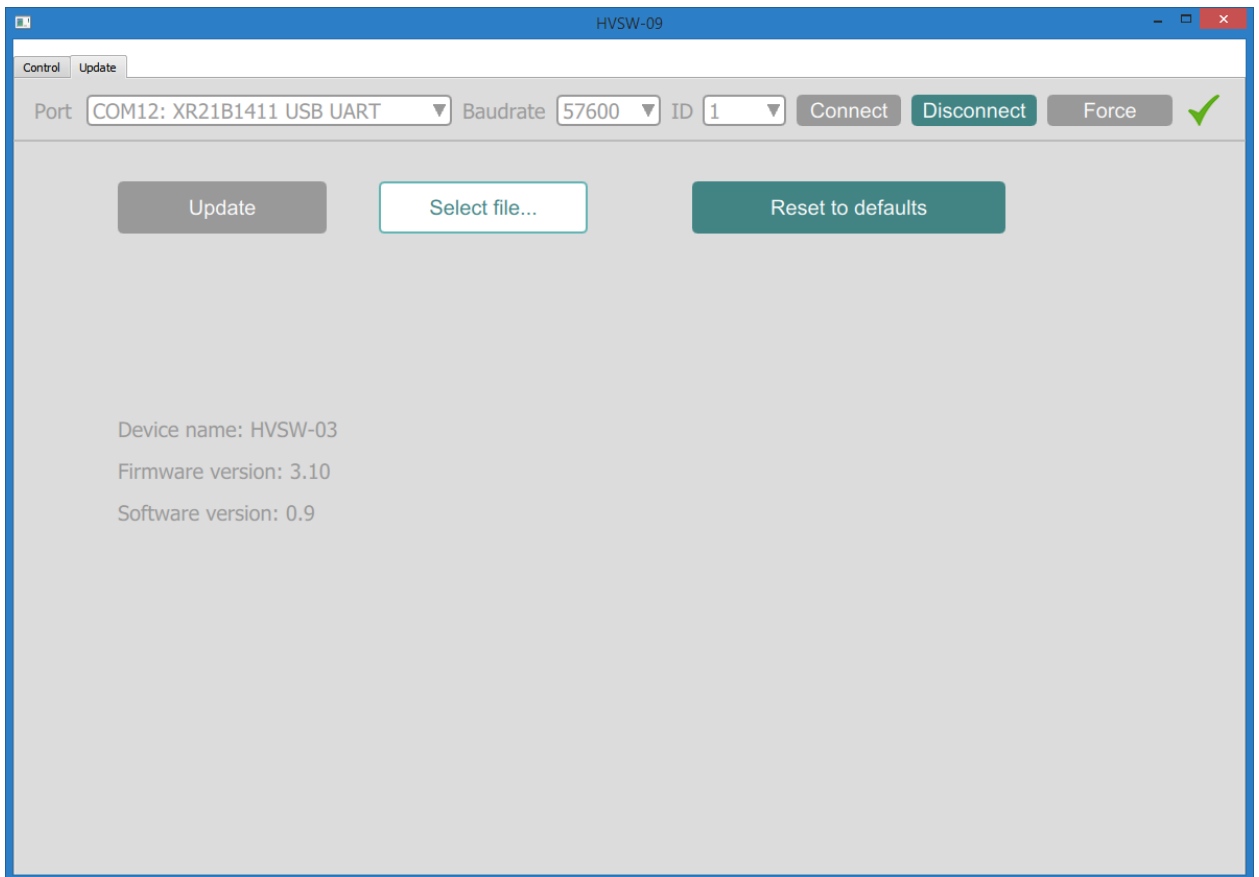 HVSW-09
Control Update
Port COM12: XR21B1411 USB UART Baudrate 57600 ID 1 Connect Disconnect Force
Update Select file... Reset to defaults
Device name: HVSW-03
Firmware version: 3.10
Software version: 0.9